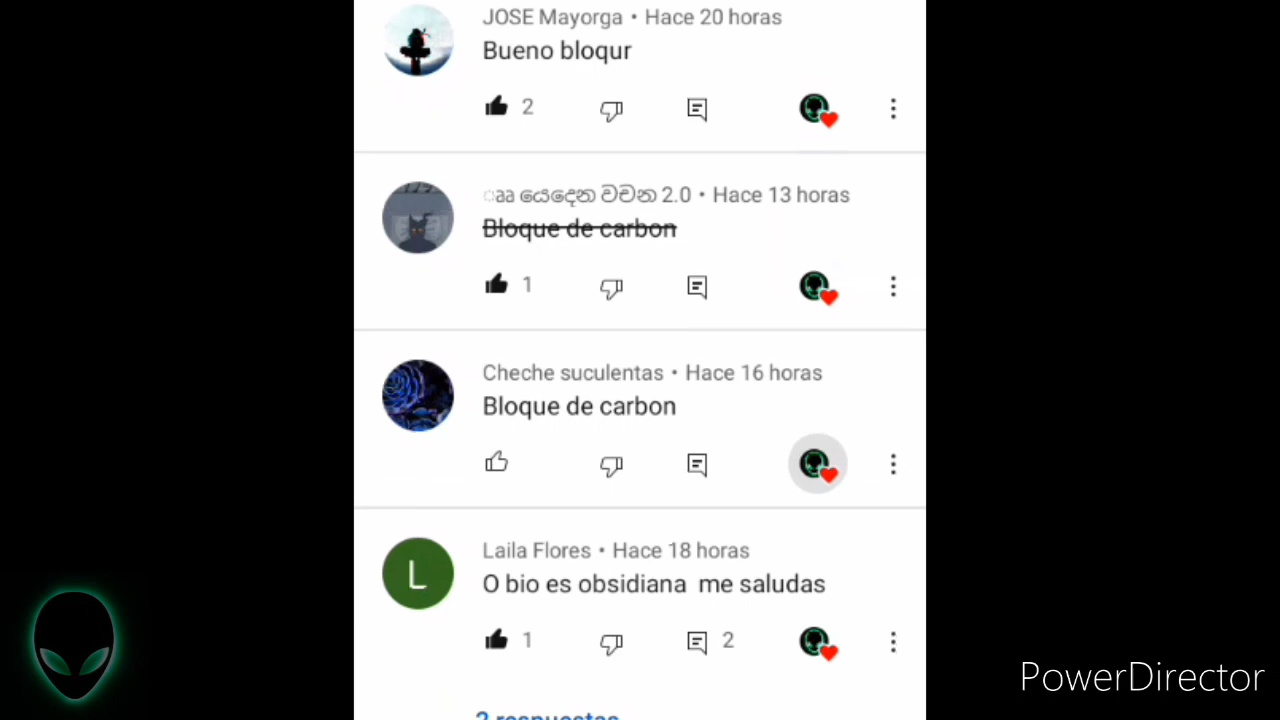 JOSE Mayorga • Hace 20 horas
Bueno bloqur
2
2.0 • Hace 13 horas
Bloque de carbon
1
Cheche suculentas • Hace 16 horas
Bloque de carbon
L
Laila Flores • Hace 18 horas
O bio es obsidiana me saludas
1
2
2 respuestas
PowerDirector